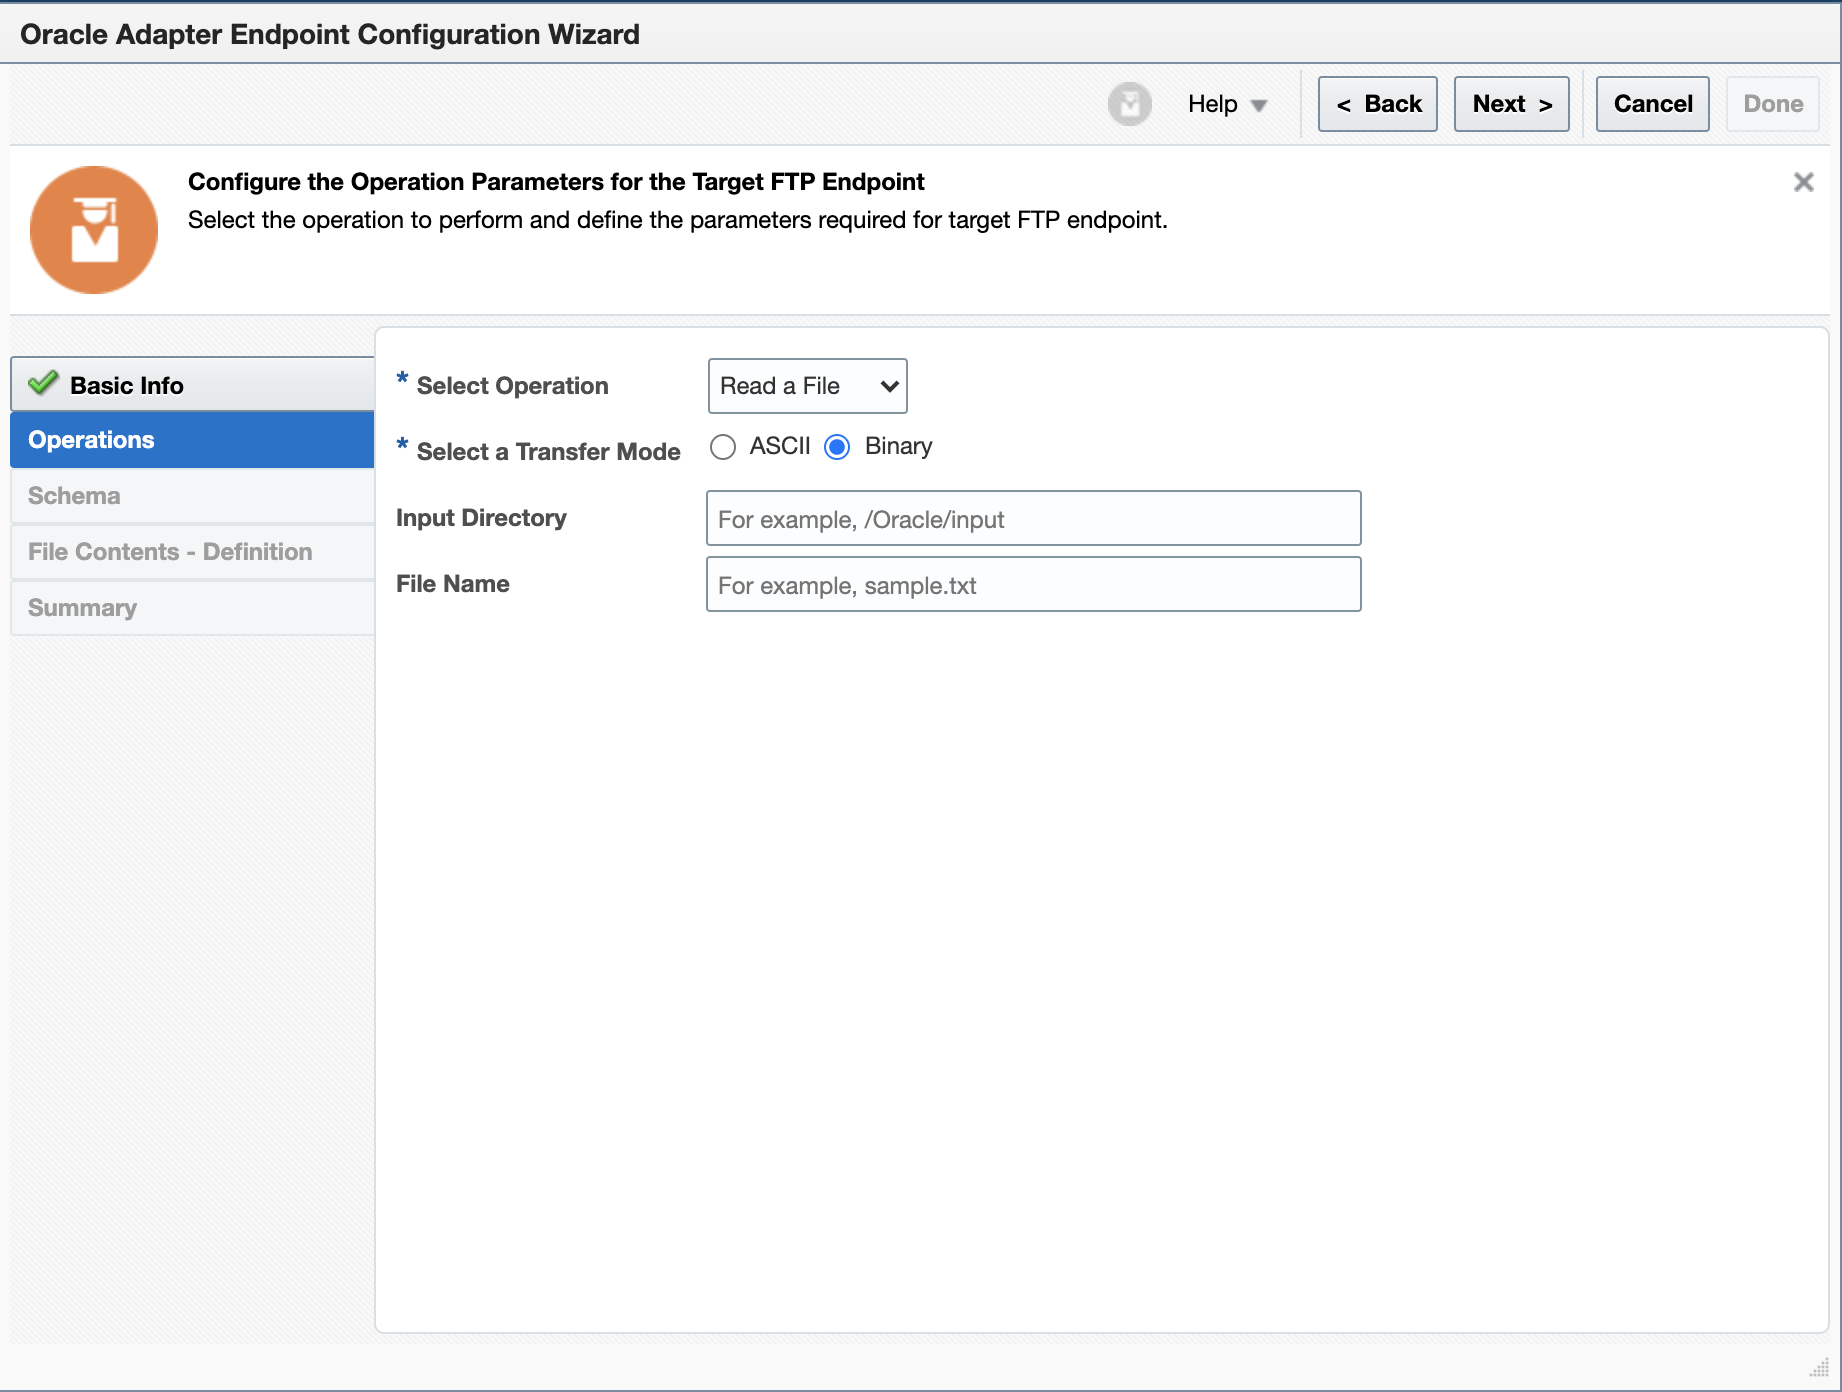 Oracle Adapter Endpoint Configuration Wizard
Help < Back Next > Cancel Done
Configure the Operation Parameters for the Target FTP Endpoint
Select the operation to perform and define the parameters required for target FTP endpoint.
Basic Info
Operations
Schema
File Contents - Definition
Summary
* Select Operation Read a File
* Select a Transfer Mode ASCII Binary
Input Directory For example, /Oracle/input
File Name For example, sample.txt